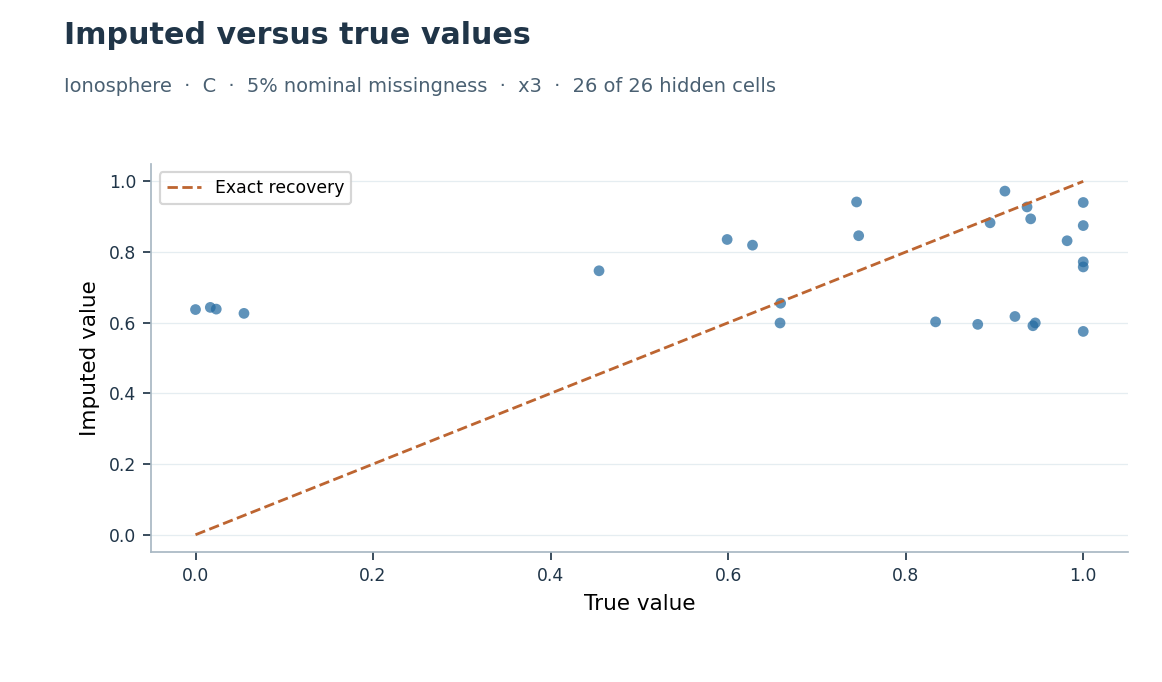 Imputed versus true values
Ionosphere · C · 5% nominal missingness · x3 · 26 of 26 hidden cells
Exact recovery
1.0
0.8
0.6
0.4
0.2
0.0
Imputed value
0.0 0.2 0.4 0.6 0.8 1.0
True value